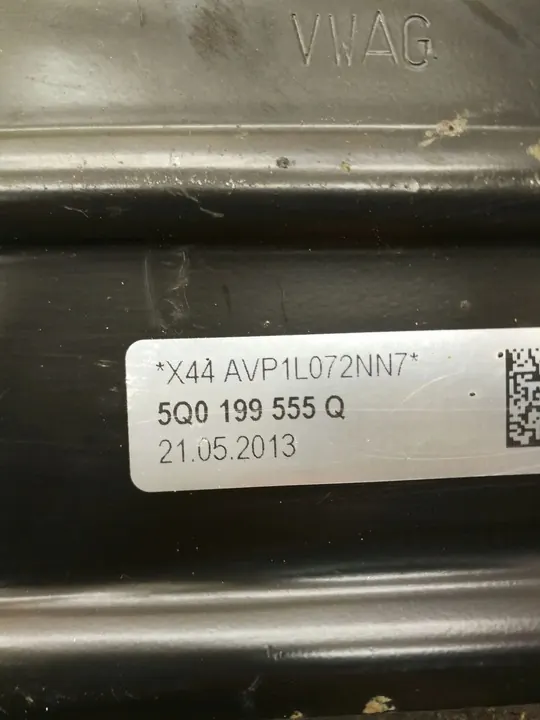 VWAG
*X44 AVP1L072NN7*
5Q0 199 555 Q
21.05.2013